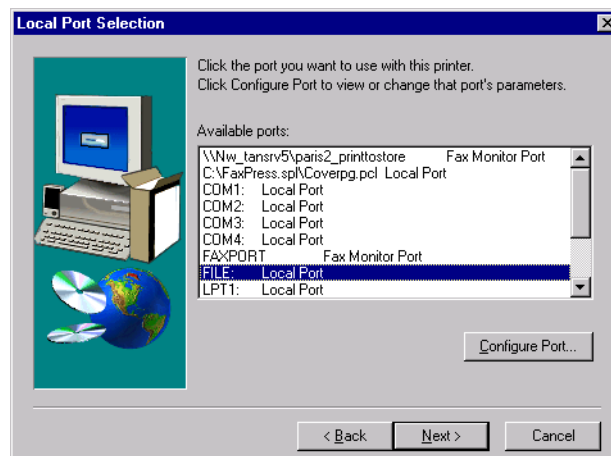 Local Port Selection
Click the port you want to use with this printer.
Click Configure Port to view or change that port's parameters.
Available ports:
\\Nw_tansrv5\paris2_printtostore Fax Monitor Port
C:\FaxPress.spl\Coverpg.pcl Local Port
COM1: Local Port
COM2: Local Port
COM3: Local Port
COM4: Local Port
FAXPORT Fax Monitor Port
FILE: Local Port
LPT1: Local Port
Configure Port...
< Back Next > Cancel